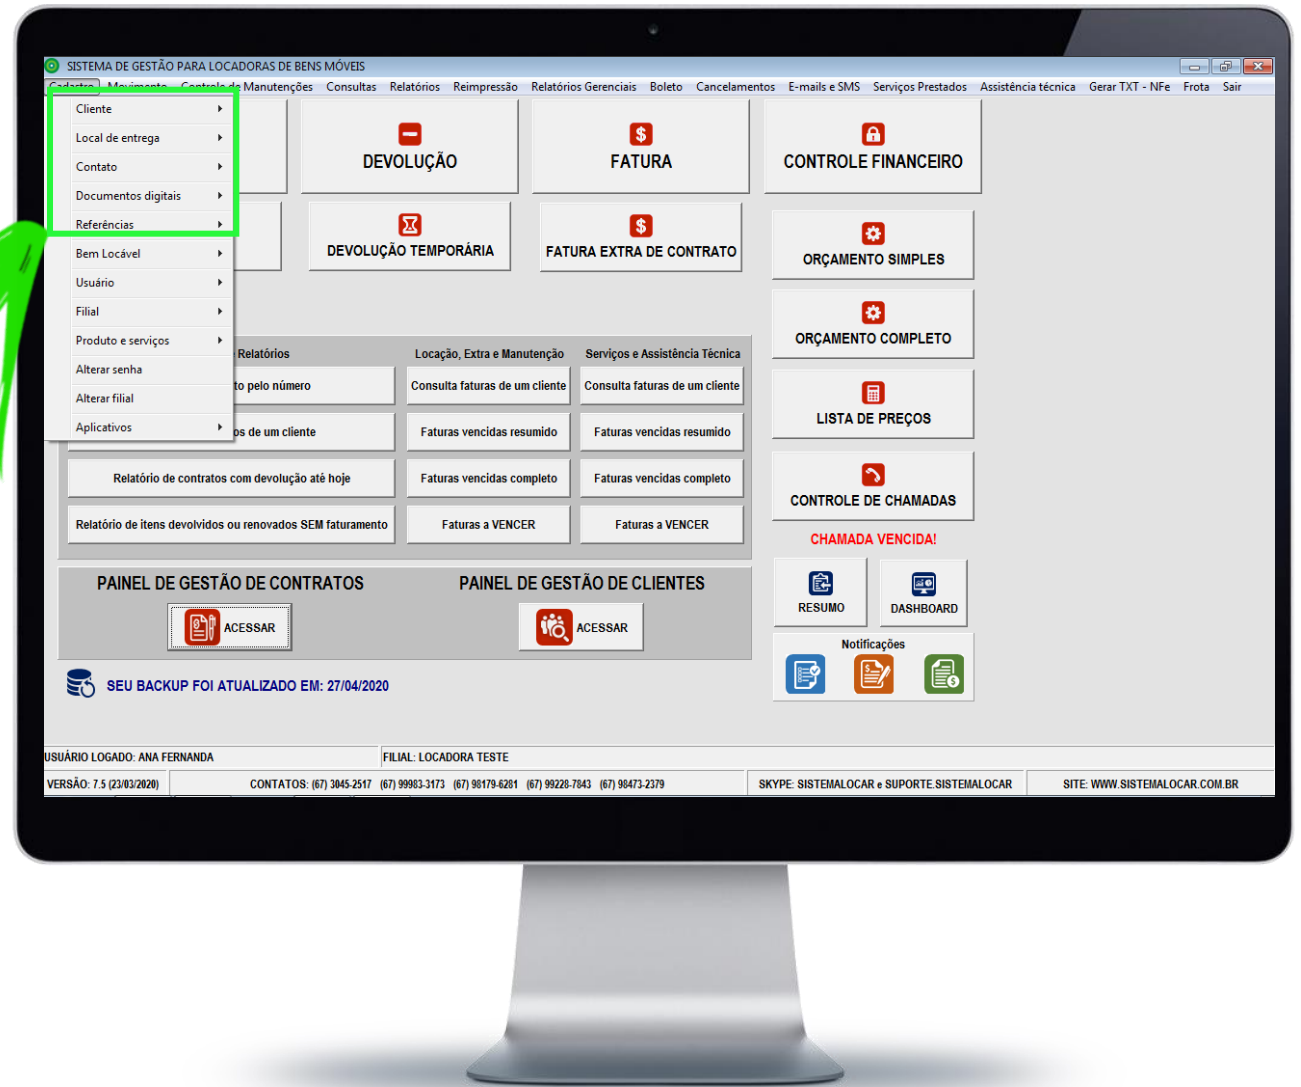 SISTEMA DE GESTÃO PARA LOCADORAS DE BENS MÓVEIS
Cadastro Movimento Controle de Manutenções Consultas Relatórios Reimpressão Relatórios Gerenciais Boleto Cancelamentos E-mails e SMS Serviços Prestados Assistência técnica Gerar TXT - NFe Frota Sair
Cliente
Local de entrega
Contato
Documentos digitais
Referências
Bem Locável
Usuário
Filial
Produto e serviços
Alterar senha
Alterar filial
Aplicativos
DEVOLUÇÃO
FATURA
CONTROLE FINANCEIRO
DEVOLUÇÃO TEMPORÁRIA
FATURA EXTRA DE CONTRATO
ORÇAMENTO SIMPLES
ORÇAMENTO COMPLETO
LISTA DE PREÇOS
CONTROLE DE CHAMADAS
CHAMADA VENCIDA!
RESUMO
DASHBOARD
Notificações
Relatórios
Locação, Extra e Manutenção
Serviços e Assistência Técnica
pelo número
Consulta faturas de um cliente
Consulta faturas de um cliente
de um cliente
Faturas vencidas resumido
Faturas vencidas resumido
Relatório de contratos com devolução até hoje
Faturas vencidas completo
Faturas vencidas completo
Relatório de itens devolvidos ou renovados SEM faturamento
Faturas a VENCER
Faturas a VENCER
PAINEL DE GESTÃO DE CONTRATOS
PAINEL DE GESTÃO DE CLIENTES
ACESSAR
ACESSAR
SEU BACKUP FOI ATUALIZADO EM: 27/04/2020
USUÁRIO LOGADO: ANA FERNANDA
FILIAL: LOCADORA TESTE
VERSÃO: 7.5 (23/03/2020)
CONTATOS: (67) 3045-2517 (67) 99983-3173 (67) 98179-6281 (67) 99228-7843 (67) 98473-2379
SKYPE: SISTEMALOCAR e SUPORTE.SISTEMALOCAR
SITE: WWW.SISTEMALOCAR.COM.BR